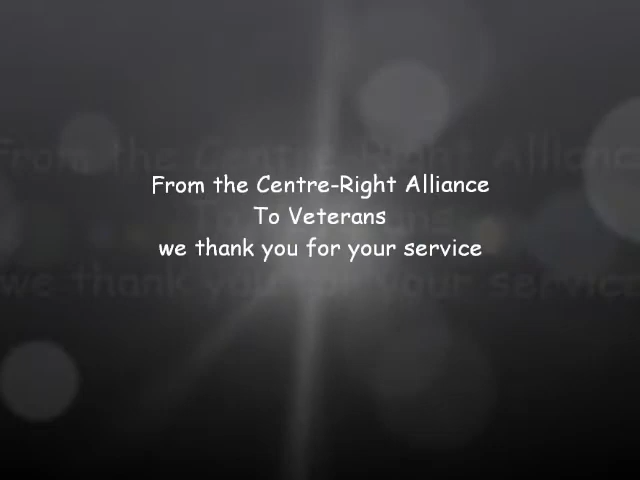 From the Centre-Right Alliance
To Veterans
we thank you for your service